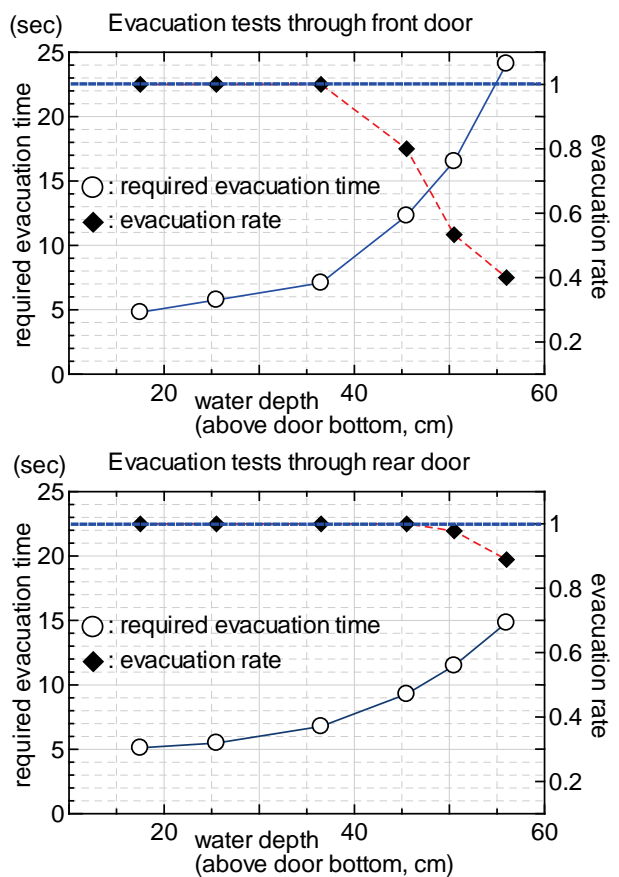 (sec) Evacuation tests through front door
25
20
15
10
5
0
required evacuation time
1
0.8
0.6
0.4
0.2
evacuation rate
○ : required evacuation time
◆ : evacuation rate
20 40 60
water depth
(above door bottom, cm)
(sec) Evacuation tests through rear door
25
20
15
10
5
0
required evacuation time
1
0.8
0.6
0.4
0.2
evacuation rate
○ : required evacuation time
◆ : evacuation rate
20 40 60
water depth
(above door bottom, cm)